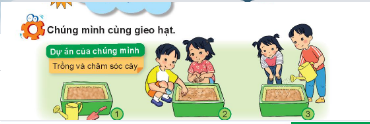 Chúng mình cùng gieo hạt.
Dự án của chúng mình
Trồng và chăm sóc cây
1
2
3